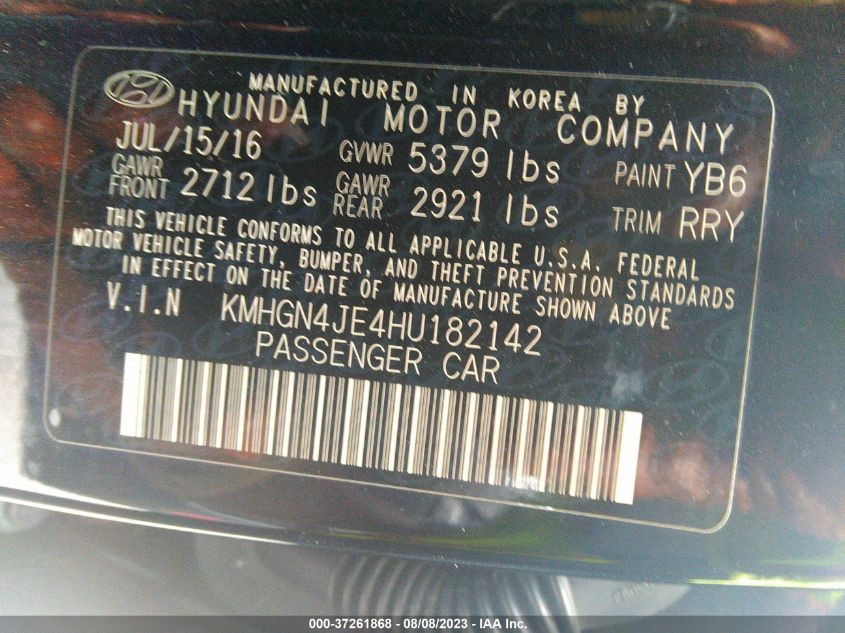 MANUFACTURED IN KOREA BY
HYUNDAI MOTOR COMPANY
JUL/15/16 GVWR 5379 lbs PAINT YB6
GAWR FRONT 2712 lbs GAWR REAR 2921 lbs TRIM RRY
THIS VEHICLE CONFORMS TO ALL APPLICABLE U.S.A. FEDERAL
MOTOR VEHICLE SAFETY, BUMPER, AND THEFT PREVENTION STANDARDS
IN EFFECT ON THE DATE OF MANUFACTURE SHOWN ABOVE
V.I.N KMHGN4JE4HU182142
PASSENGER CAR
000-37261868 - 08/08/2023 - IAA Inc.